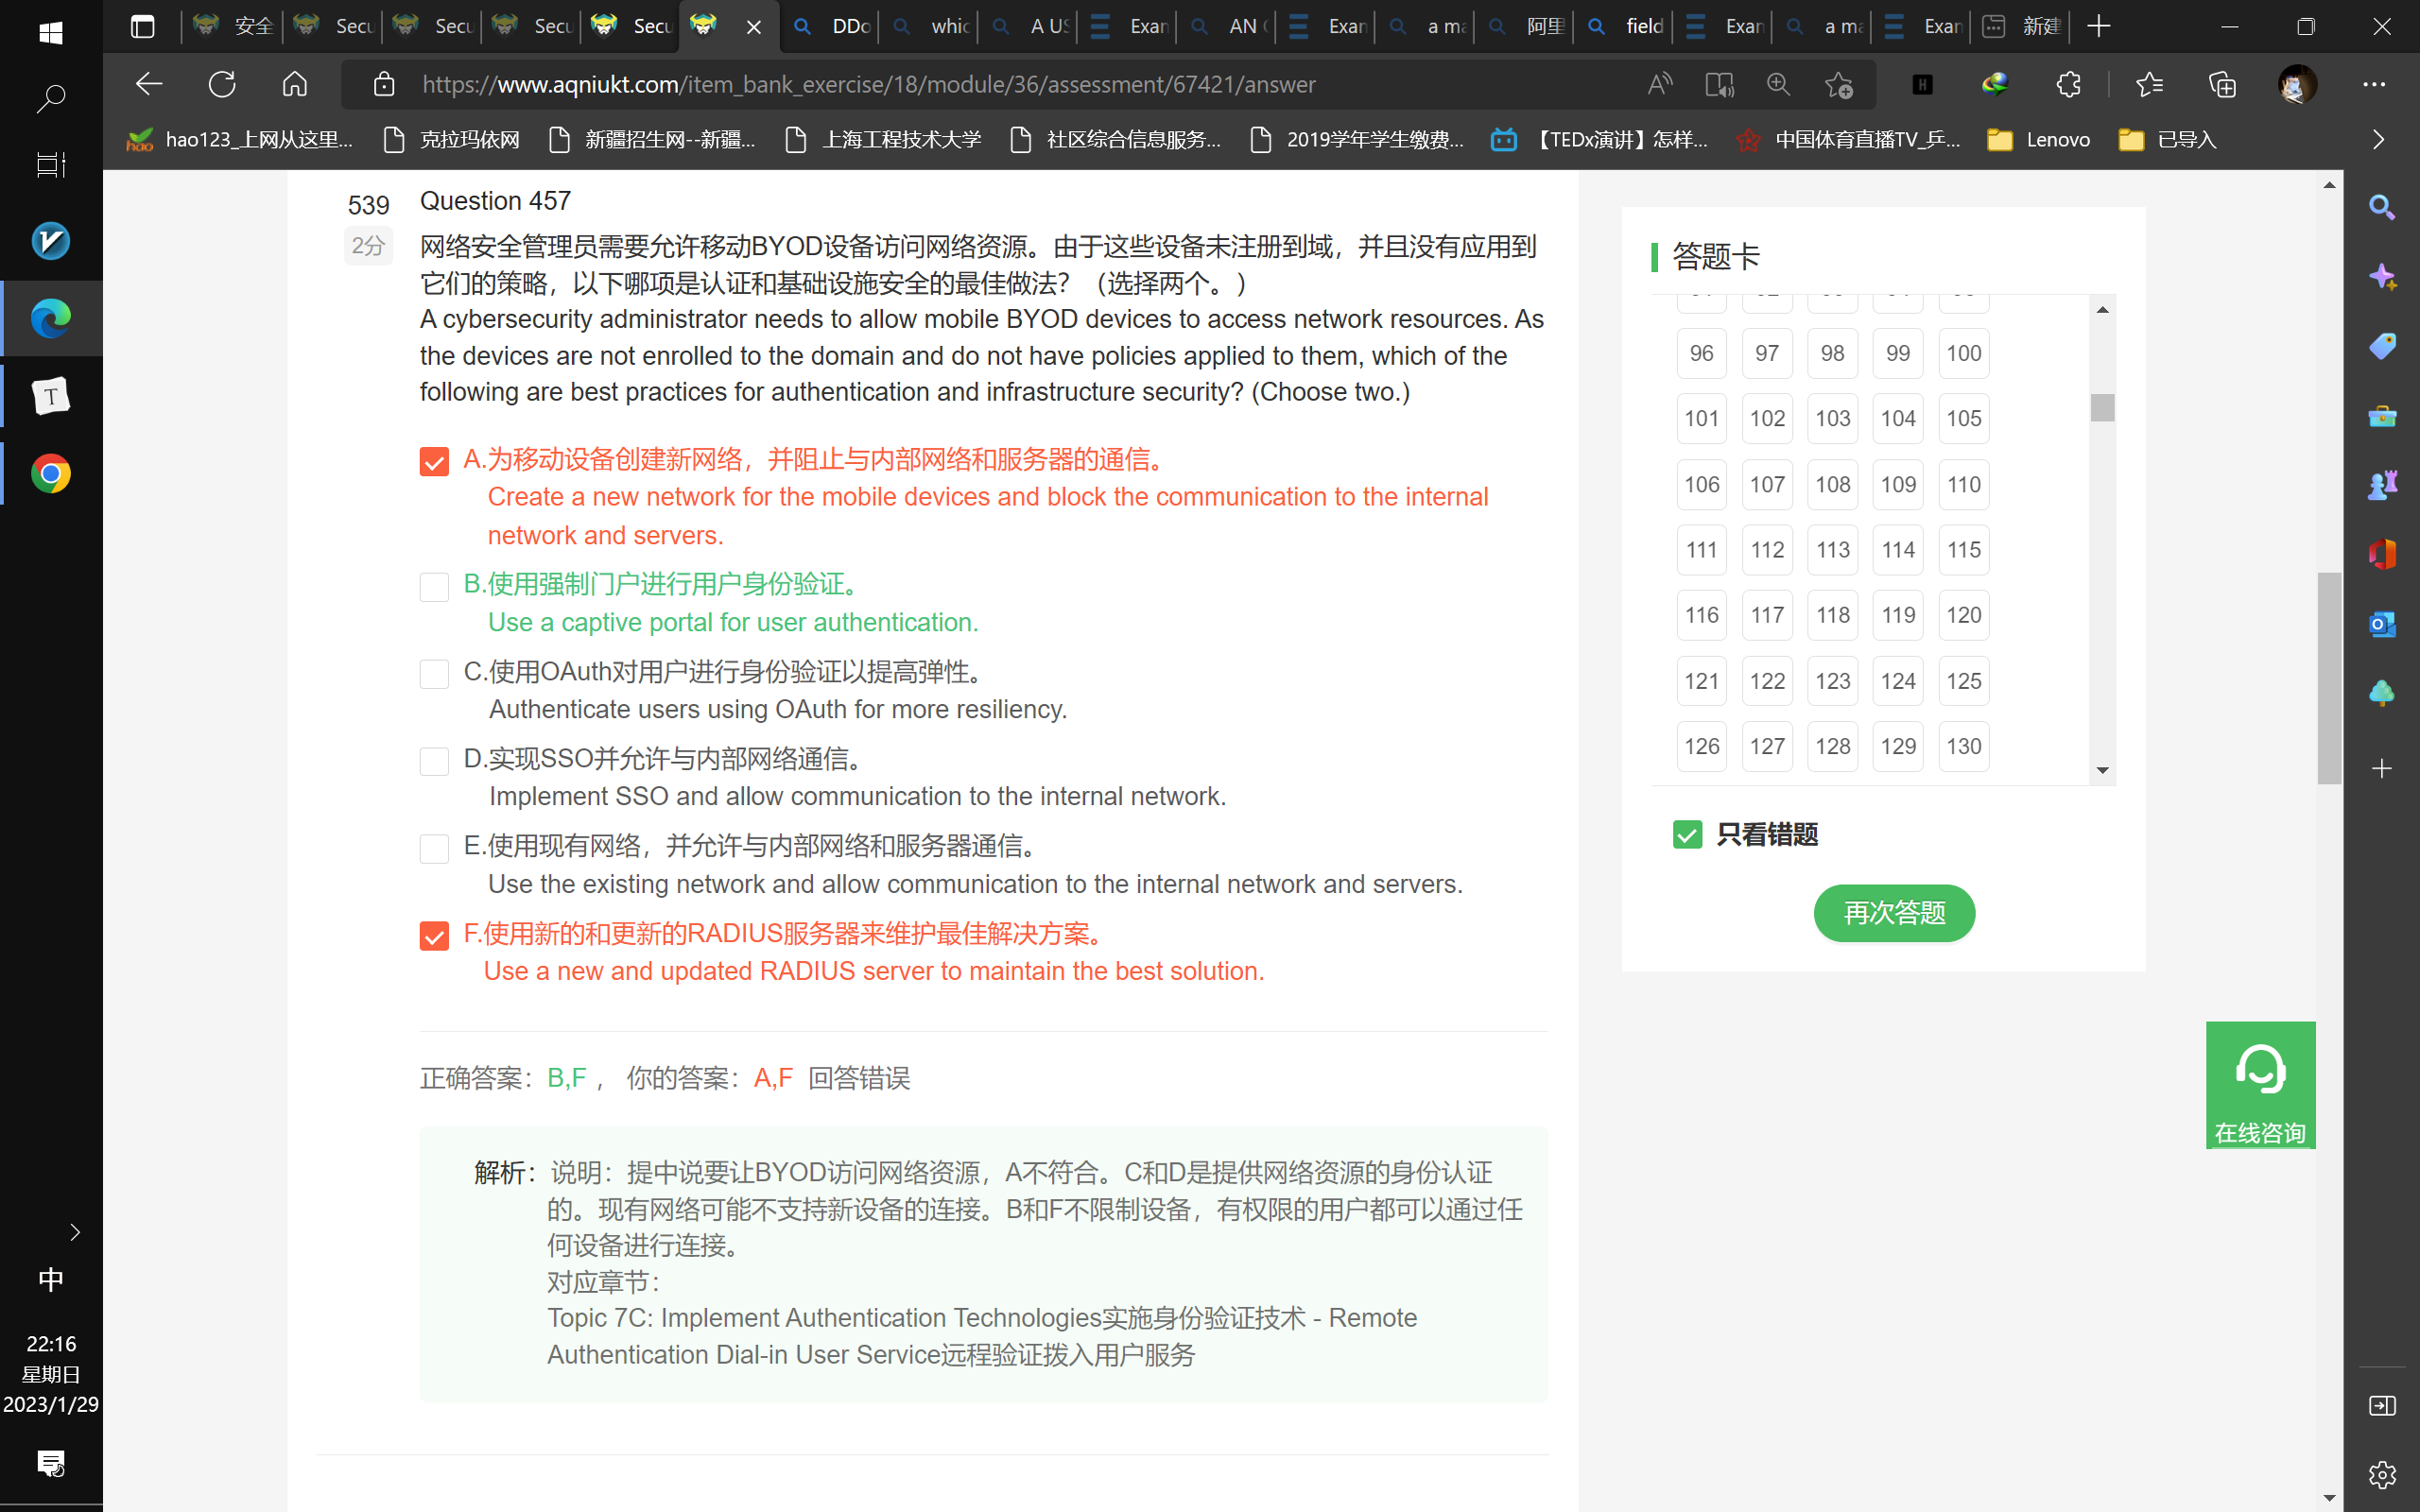 安全
Secu
Secu
Secu
Secu
DDo
whic
A US
Exan
AN
Exan
a ma
阿里
field
Exan
a ma
Exan
新建
https://www.aqniukt.com/item_bank_exercise/18/module/36/assessment/67421/answer
hao123_上网从这里...
克拉玛依网
新疆招生网--新疆...
上海工程技术大学
社区综合信息服务...
2019学年学生缴费...
【TEDx演讲】怎样...
中国体育直播TV_乒...
Lenovo
已导入
539
2分
Question 457
网络安全管理员需要允许移动BYOD设备访问网络资源。由于这些设备未注册到域，并且没有应用到
它们的策略，以下哪项是认证和基础设施安全的最佳做法？（选择两个。）
A cybersecurity administrator needs to allow mobile BYOD devices to access network resources. As
the devices are not enrolled to the domain and do not have policies applied to them, which of the
following are best practices for authentication and infrastructure security? (Choose two.)
A.为移动设备创建新网络，并阻止与内部网络和服务器的通信。
Create a new network for the mobile devices and block the communication to the internal
network and servers.
B.使用强制门户进行用户身份验证。
Use a captive portal for user authentication.
C.使用OAuth对用户进行身份验证以提高弹性。
Authenticate users using OAuth for more resiliency.
D.实现SSO并允许与内部网络通信。
Implement SSO and allow communication to the internal network.
E.使用现有网络，并允许与内部网络和服务器通信。
Use the existing network and allow communication to the internal network and servers.
F.使用新的和更新的RADIUS服务器来维护最佳解决方案。
Use a new and updated RADIUS server to maintain the best solution.
正确答案：B,F ， 你的答案：A,F 回答错误
解析：说明：提中说要让BYOD访问网络资源，A不符合。C和D是提供网络资源的身份认证
的。现有网络可能不支持新设备的连接。B和F不限制设备，有权限的用户都可以通过任
何设备进行连接。
对应章节：
Topic 7C: Implement Authentication Technologies实施身份验证技术 - Remote
Authentication Dial-in User Service远程验证拨入用户服务
答题卡
96 97 98 99 100
101 102 103 104 105
106 107 108 109 110
111 112 113 114 115
116 117 118 119 120
121 122 123 124 125
126 127 128 129 130
只看错题
再次答题
在线咨询
中
22:16
星期日
2023/1/29